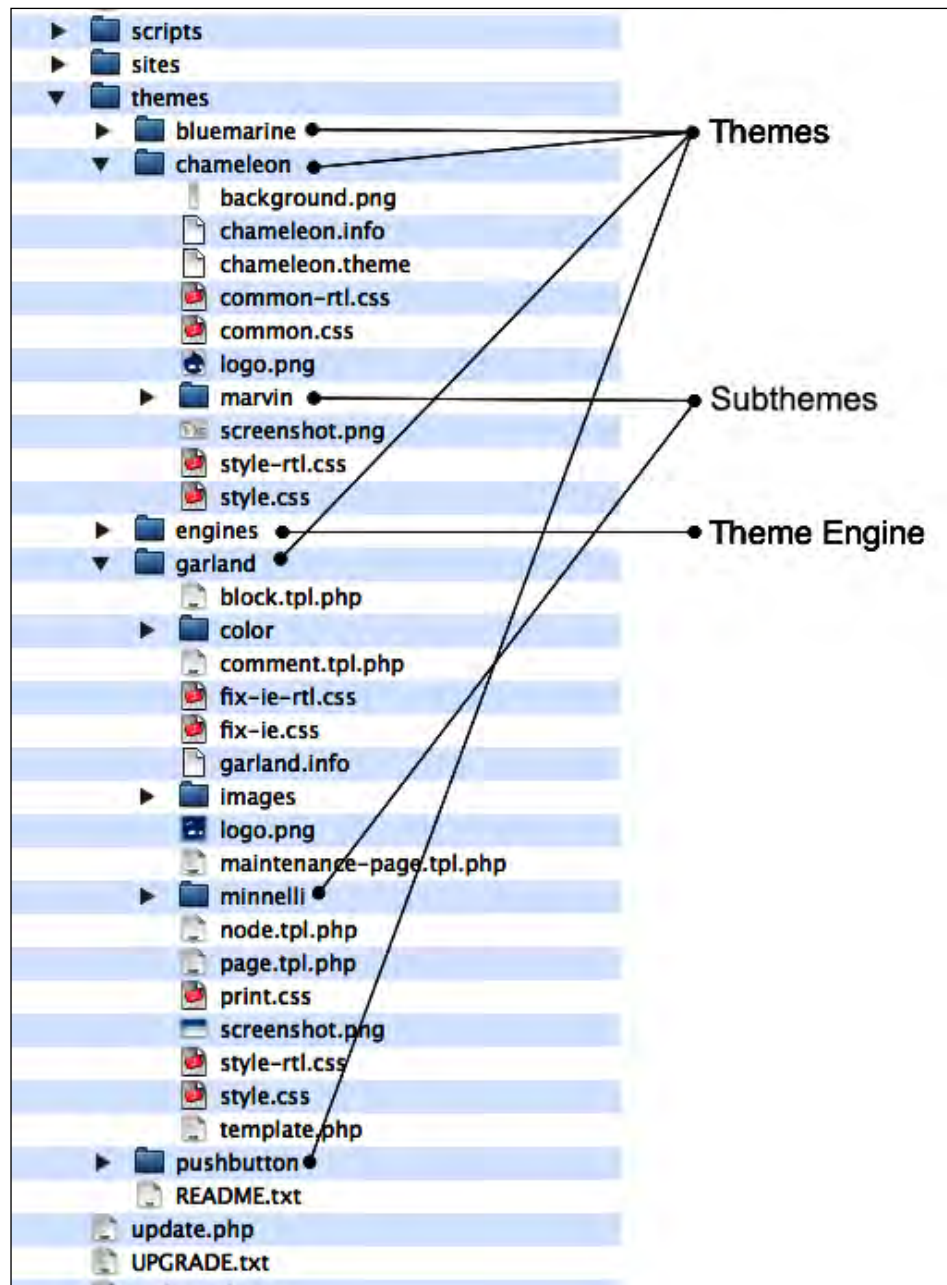 scripts
sites
themes
bluemarine
Themes
chameleon
background.png
chameleon.info
chameleon.theme
common-rtl.css
common.css
logo.png
marvin
Subthemes
screenshot.png
style-rtl.css
style.css
engines
Theme Engine
garland
block.tpl.php
color
comment.tpl.php
fix-ie-rtl.css
fix-ie.css
garland.info
images
logo.png
maintenance-page.tpl.php
minnelli
node.tpl.php
page.tpl.php
print.css
screenshot.png
style-rtl.css
style.css
template.php
pushbutton
README.txt
update.php
UPGRADE.txt